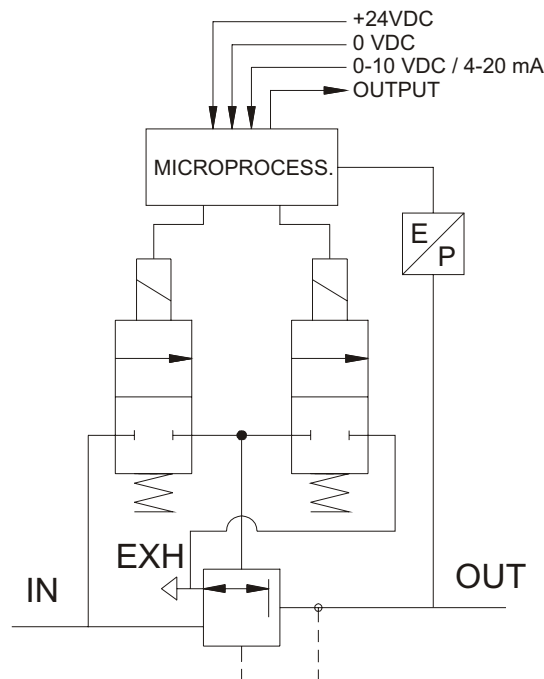 +24VDC
0 VDC
0-10 VDC / 4-20 mA
OUTPUT
MICROPROCESS.
E
P
EXH
IN
OUT